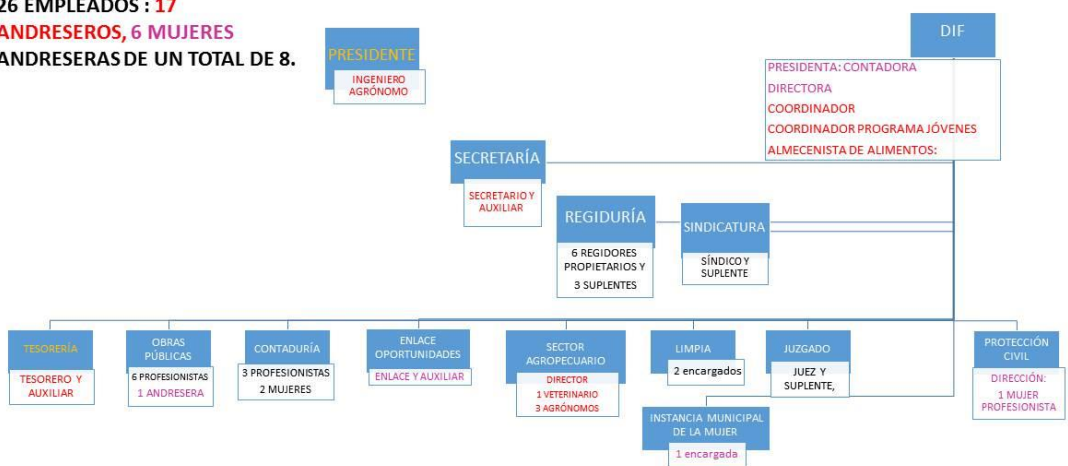 26 EMPLEADOS : 17
ANDRESEROS, 6 MUJERES
ANDRESERAS DE UN TOTAL DE 8.
PRESIDENTE
INGENIERO
AGRÓNOMO
DIF
PRESIDENTA: CONTADORA
DIRECTORA
COORDINADOR
COORDINADOR PROGRAMA JÓVENES
ALMECENISTA DE ALIMENTOS:
SECRETARÍA
SECRETARIO Y
AUXILIAR
REGIDURÍA
6 REGIDORES
PROPIETARIOS Y
3 SUPLENTES
SINDICATURA
SÍNDICO Y
SUPLENTE
TESORERÍA
TESORERO Y
AUXILIAR
OBRAS
PÚBLICAS
6 PROFESIONISTAS
1 ANDRESERA
CONTADURÍA
3 PROFESIONISTAS
2 MUJERES
ENLACE
OPORTUNIDADES
ENLACE Y AUXILIAR
SECTOR
AGROPECUARIO
DIRECTOR
1 VETERINARIO
3 AGRÓNOMOS
LIMPIA
2 encargados
JUZGADO
JUEZ Y
SUPLENTE,
PROTECCIÓN
CIVIL
DIRECCIÓN:
1 MUJER
PROFESIONISTA
INSTANCIA MUNICIPAL
DE LA MUJER
1 encargada